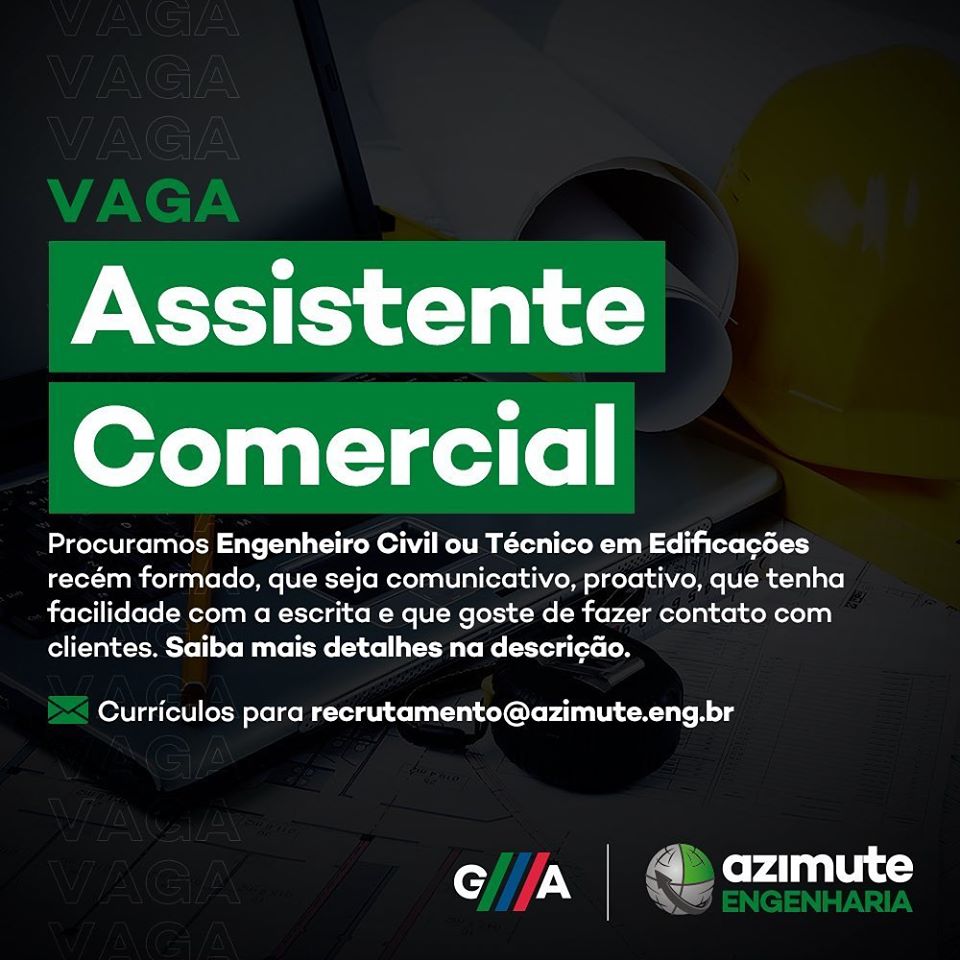 VAGA
VAGA
VAGA
VAGA
Assistente
Comercial
Procuramos Engenheiro Civil ou Técnico em Edificações
recém formado, que seja comunicativo, proativo, que tenha
facilidade com a escrita e que goste de fazer contato com
clientes. Saiba mais detalhes na descrição.
VAGA
Currículos para recrutamento@azimute.eng.br
VAGA
VAGA
VAGA
VAGA
G///A
azimute
ENGENHARIA
VAGA